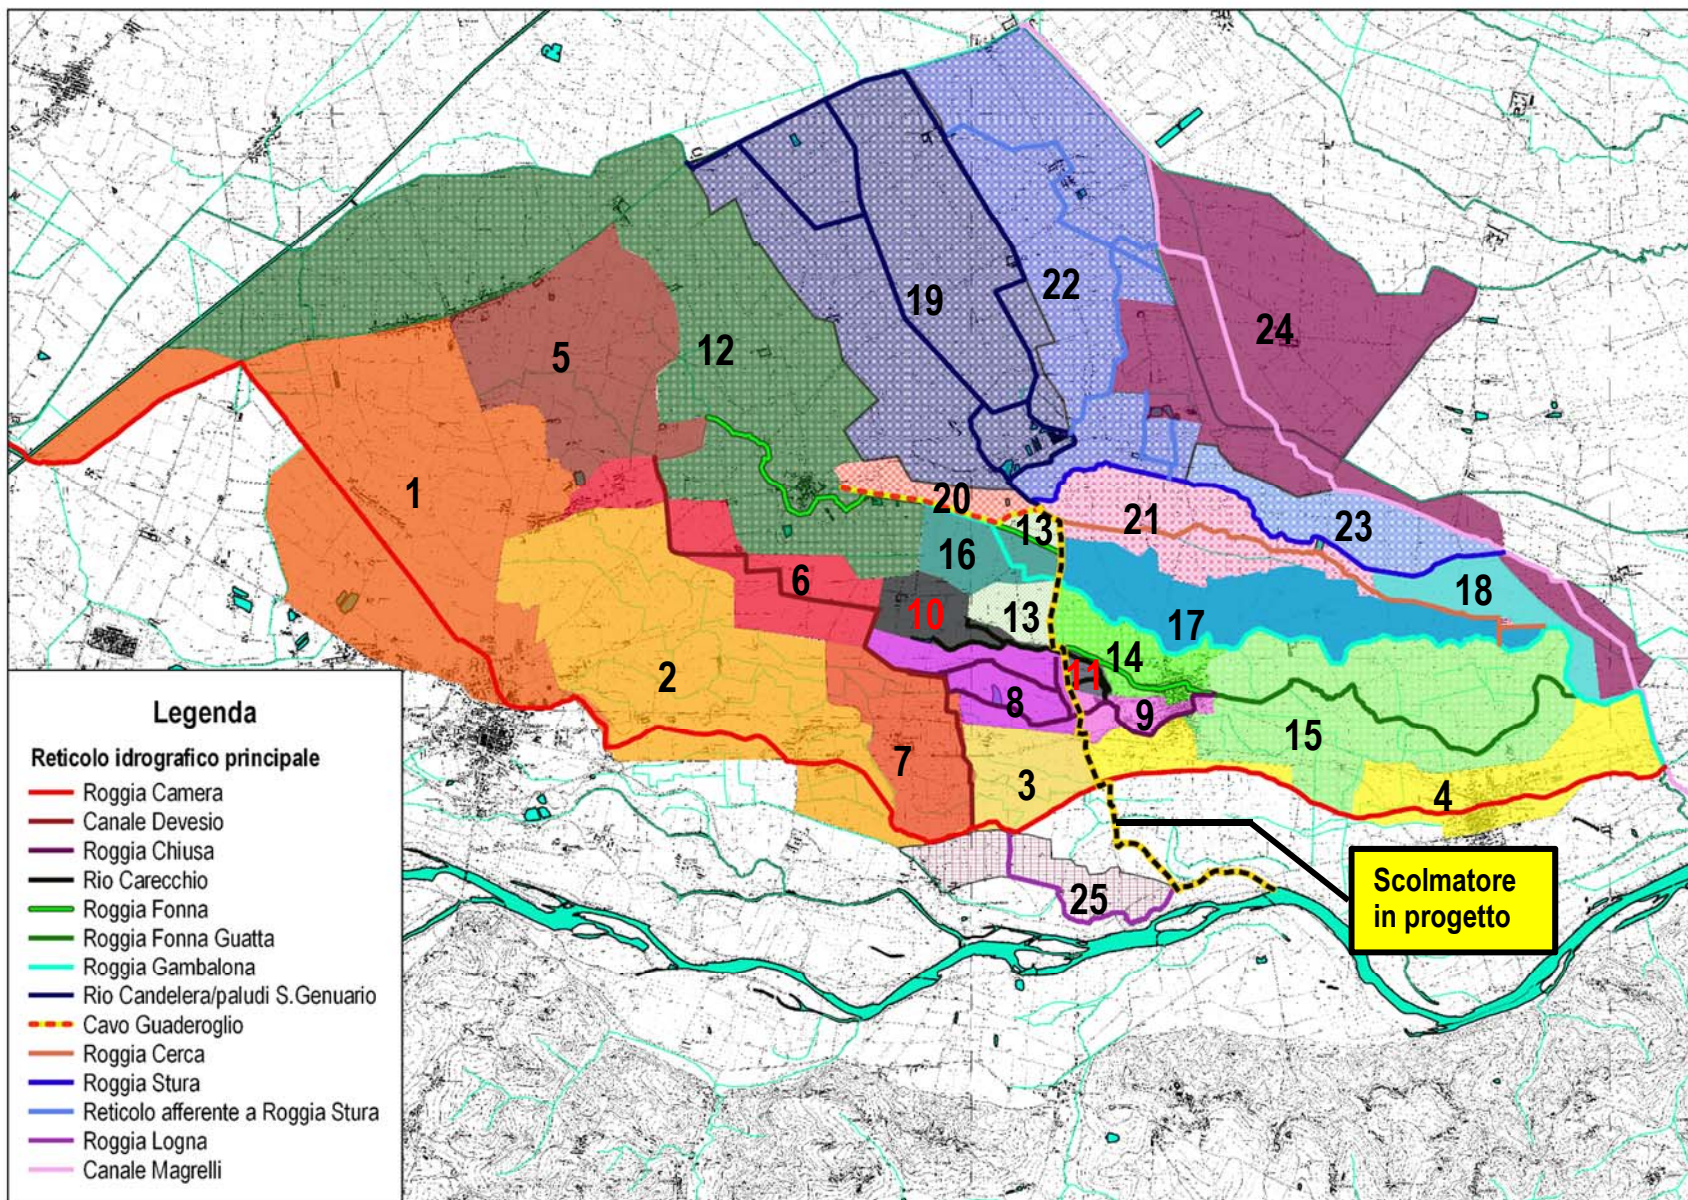 19
22
24
5
12
1
20
13
21
23
16
6
10
13
18
17
14
11
2
8
9
7
15
3
4
25
Scolmatore
in progetto
Legenda
Reticolo idrografico principale
Roggia Camera
Canale Devesio
Roggia Chiusa
Rio Carecchio
Roggia Fonna
Roggia Fonna Guatta
Roggia Gambalona
Rio Candelera/paludi S.Genuario
Cavo Guaderoglio
Roggia Cerca
Roggia Stura
Reticolo afferente a Roggia Stura
Roggia Logna
Canale Magrelli